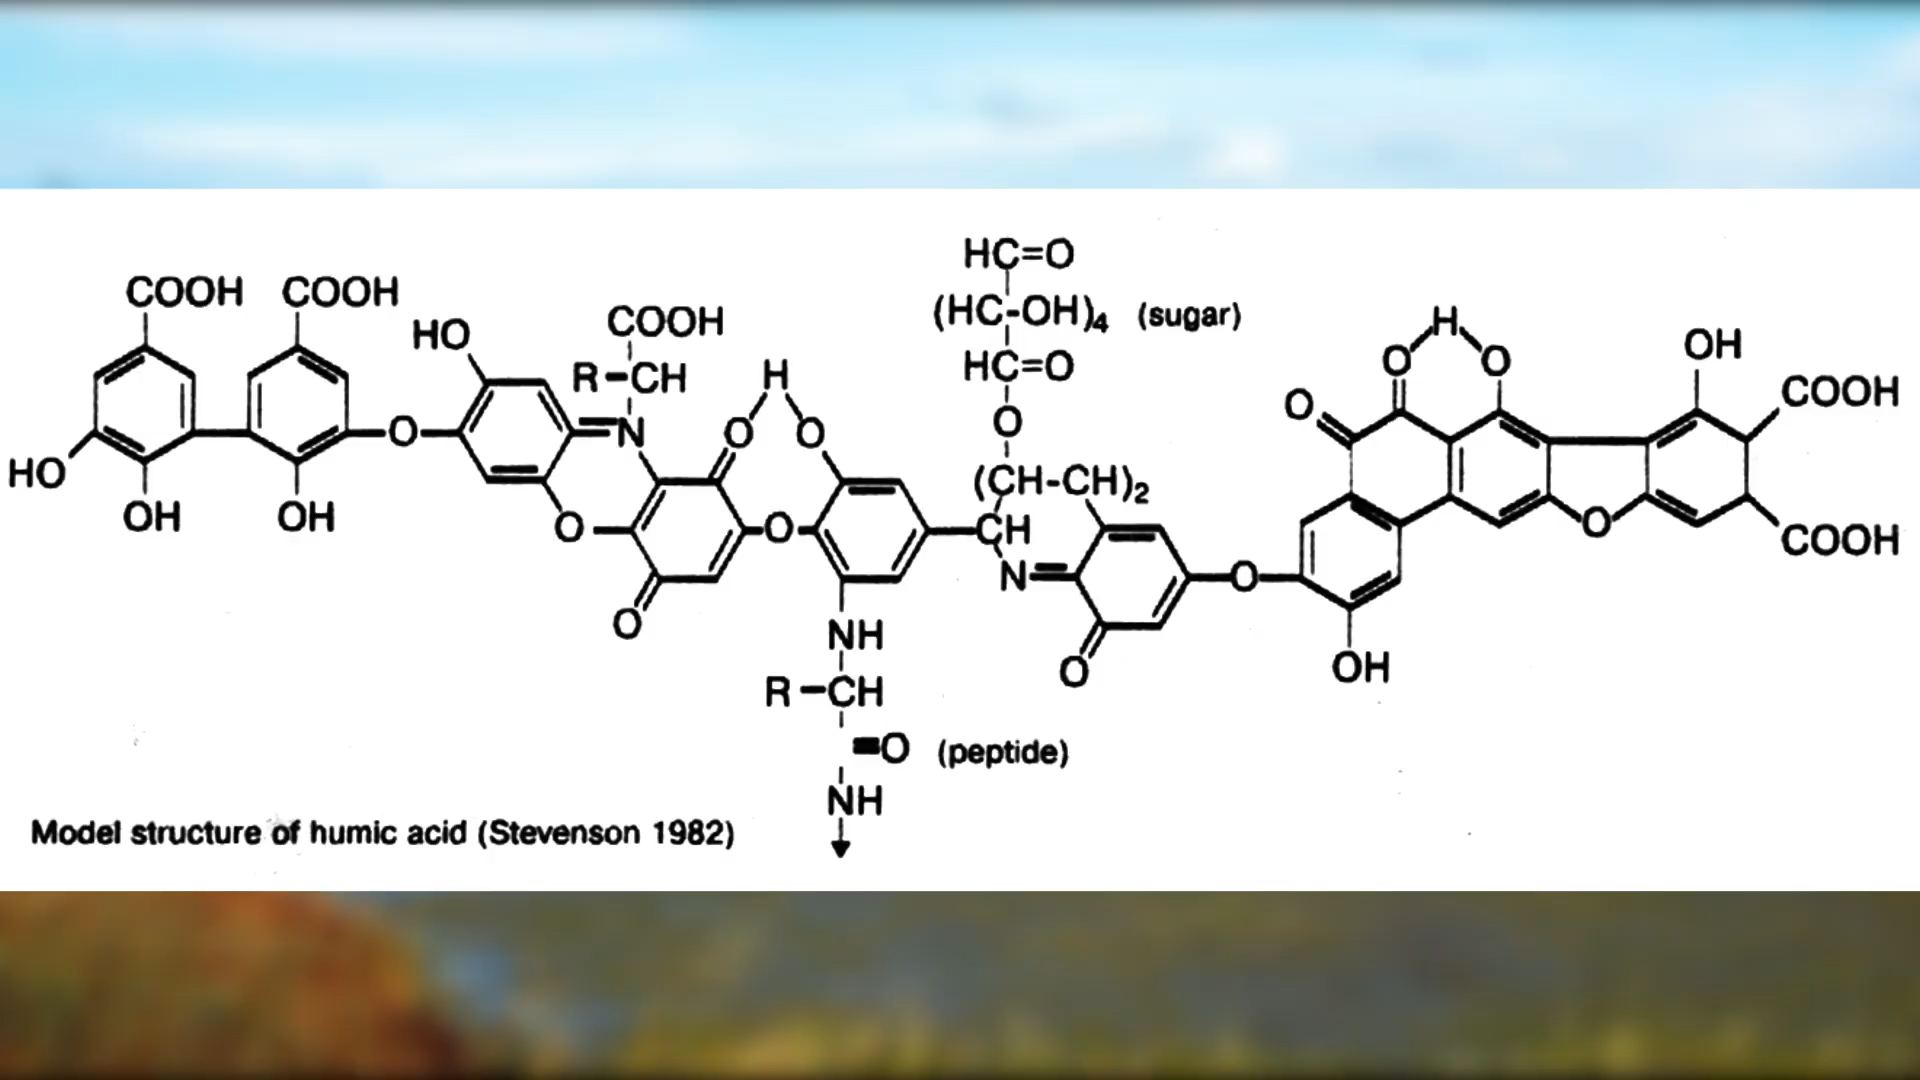 HC=O
COOH COOH COOH (HC-OH)4 (sugar) H OH
HO R-CH HC=O O O COOH
H O
O N O O (CH-CH)2
HO CH
OH OH O O N O O COOH
O NH O OH
R-CH
=O (peptide)
NH
Model structure of humic acid (Stevenson 1982)